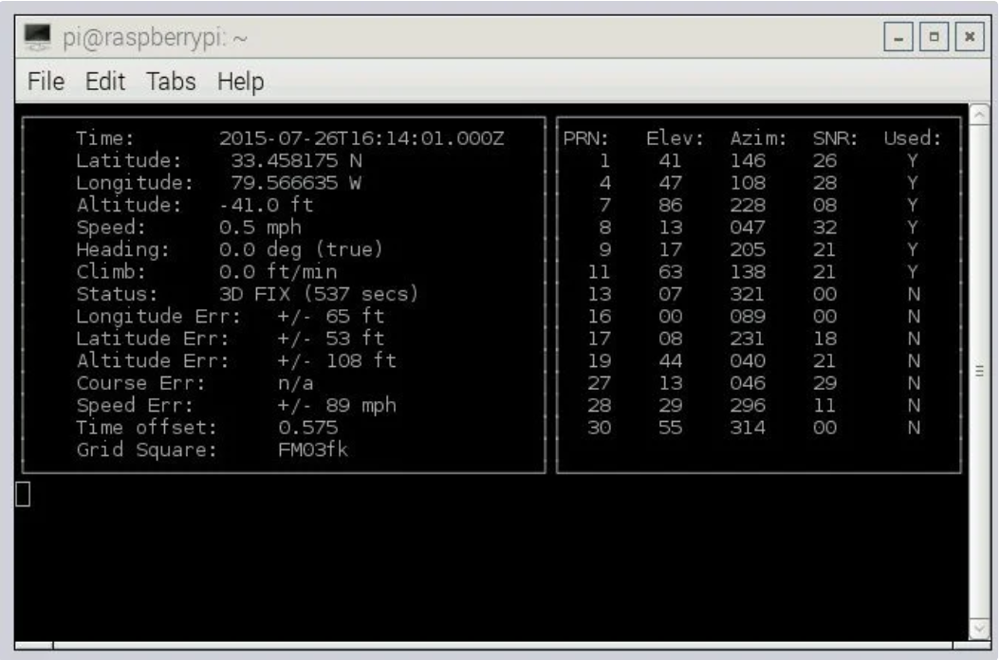 pi@raspberrypi: ~
File Edit Tabs Help
Time: 2015-07-26T16:14:01.000Z
Latitude: 33.458175 N
Longitude: 79.566635 W
Altitude: -41.0 ft
Speed: 0.5 mph
Heading: 0.0 deg (true)
Climb: 0.0 ft/min
Status: 3D FIX (537 secs)
Longitude Err: +/- 65 ft
Latitude Err: +/- 53 ft
Altitude Err: +/- 108 ft
Course Err: n/a
Speed Err: +/- 89 mph
Time offset: 0.575
Grid Square: FM03fk
PRN: Elev: Azim: SNR: Used:
1 41 146 26 Y
4 47 108 28 Y
7 86 228 08 Y
8 13 047 32 Y
9 17 205 21 Y
11 63 138 21 Y
13 07 321 00 N
16 00 089 00 N
17 08 231 18 N
19 44 040 21 N
27 13 046 29 N
28 29 296 11 N
30 55 314 00 N